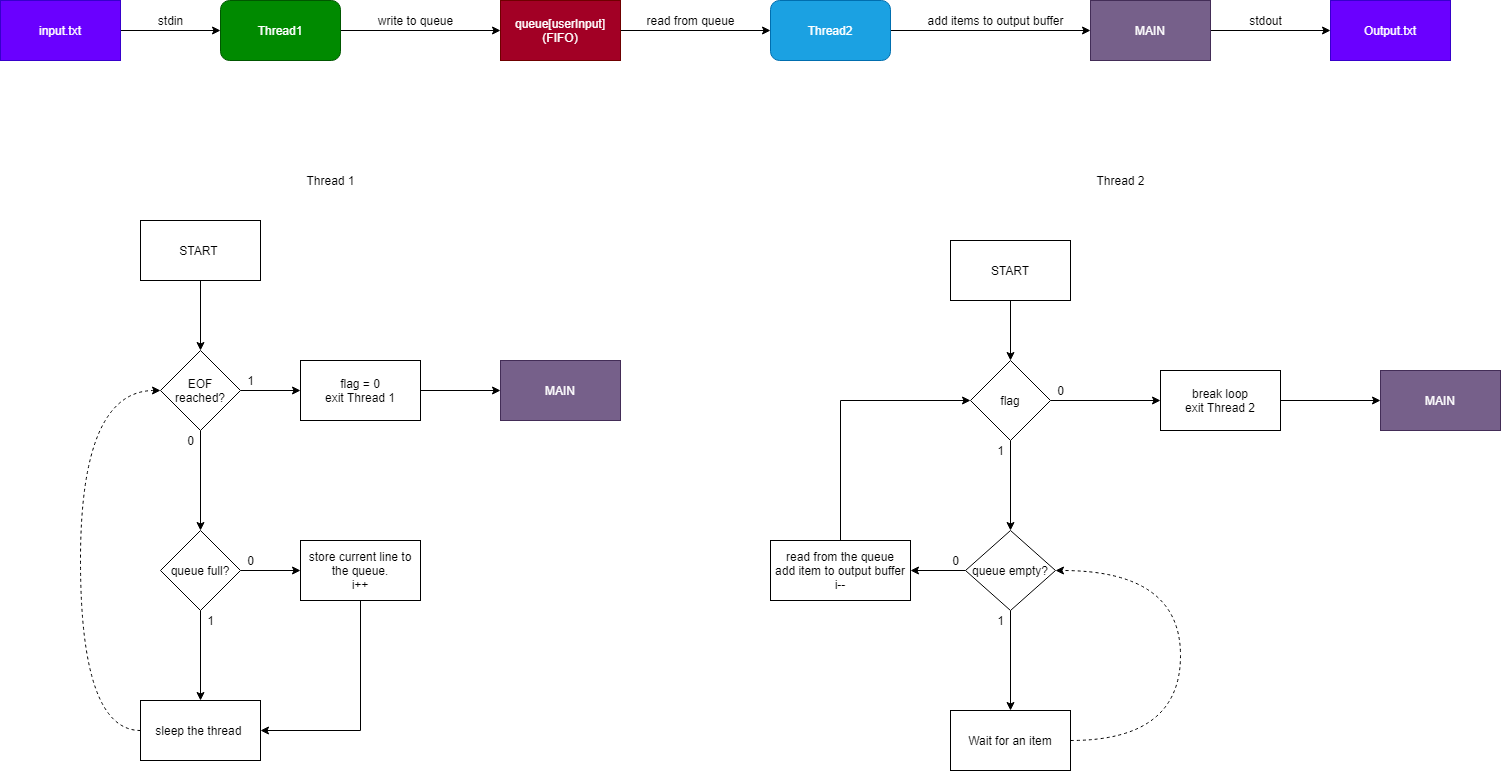 input.txt
stdin
Thread1
write to queue
queue[userInput]
(FIFO)
read from queue
Thread2
add items to output buffer
MAIN
stdout
Output.txt
Thread 1
START
EOF
reached?
1
flag = 0
exit Thread 1
MAIN
0
queue full?
0
store current line to
the queue.
i++
1
sleep the thread
Thread 2
START
flag
0
break loop
exit Thread 2
MAIN
1
queue empty?
0
read from the queue
add item to output buffer
i--
1
Wait for an item